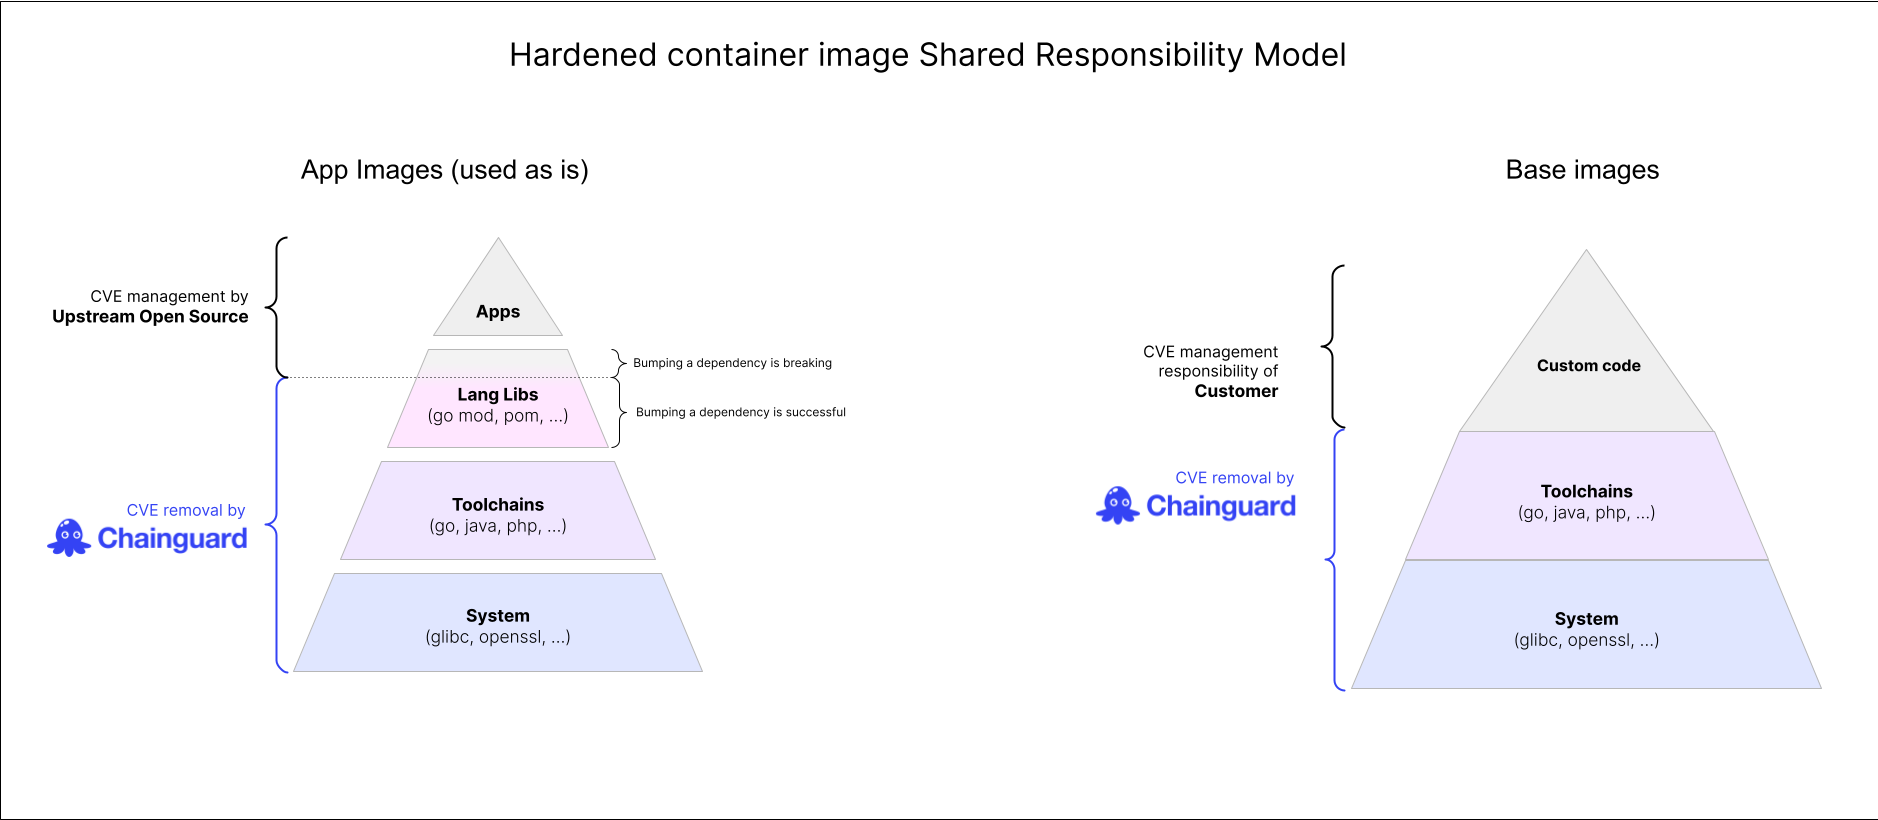 Hardened container image Shared Responsibility Model
App Images (used as is)
CVE management by
Upstream Open Source
Apps
Bumping a dependency is breaking
Lang Libs
(go mod, pom, ...)
Bumping a dependency is successful
CVE removal by
Chainguard
Toolchains
(go, java, php, ...)
System
(glibc, openssl, ...)
Base images
CVE management
responsibility of
Customer
Custom code
CVE removal by
Chainguard
Toolchains
(go, java, php, ...)
System
(glibc, openssl, ...)